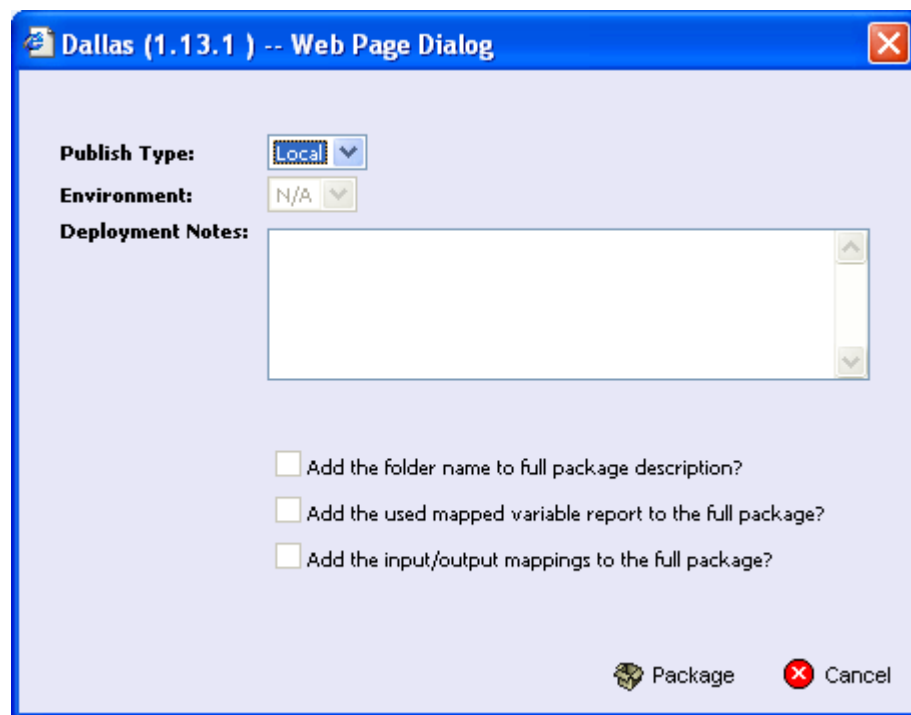 Dallas (1.13.1 ) -- Web Page Dialog
Publish Type: Local
Environment: N/A
Deployment Notes:
Add the folder name to full package description?
Add the used mapped variable report to the full package?
Add the input/output mappings to the full package?
Package Cancel